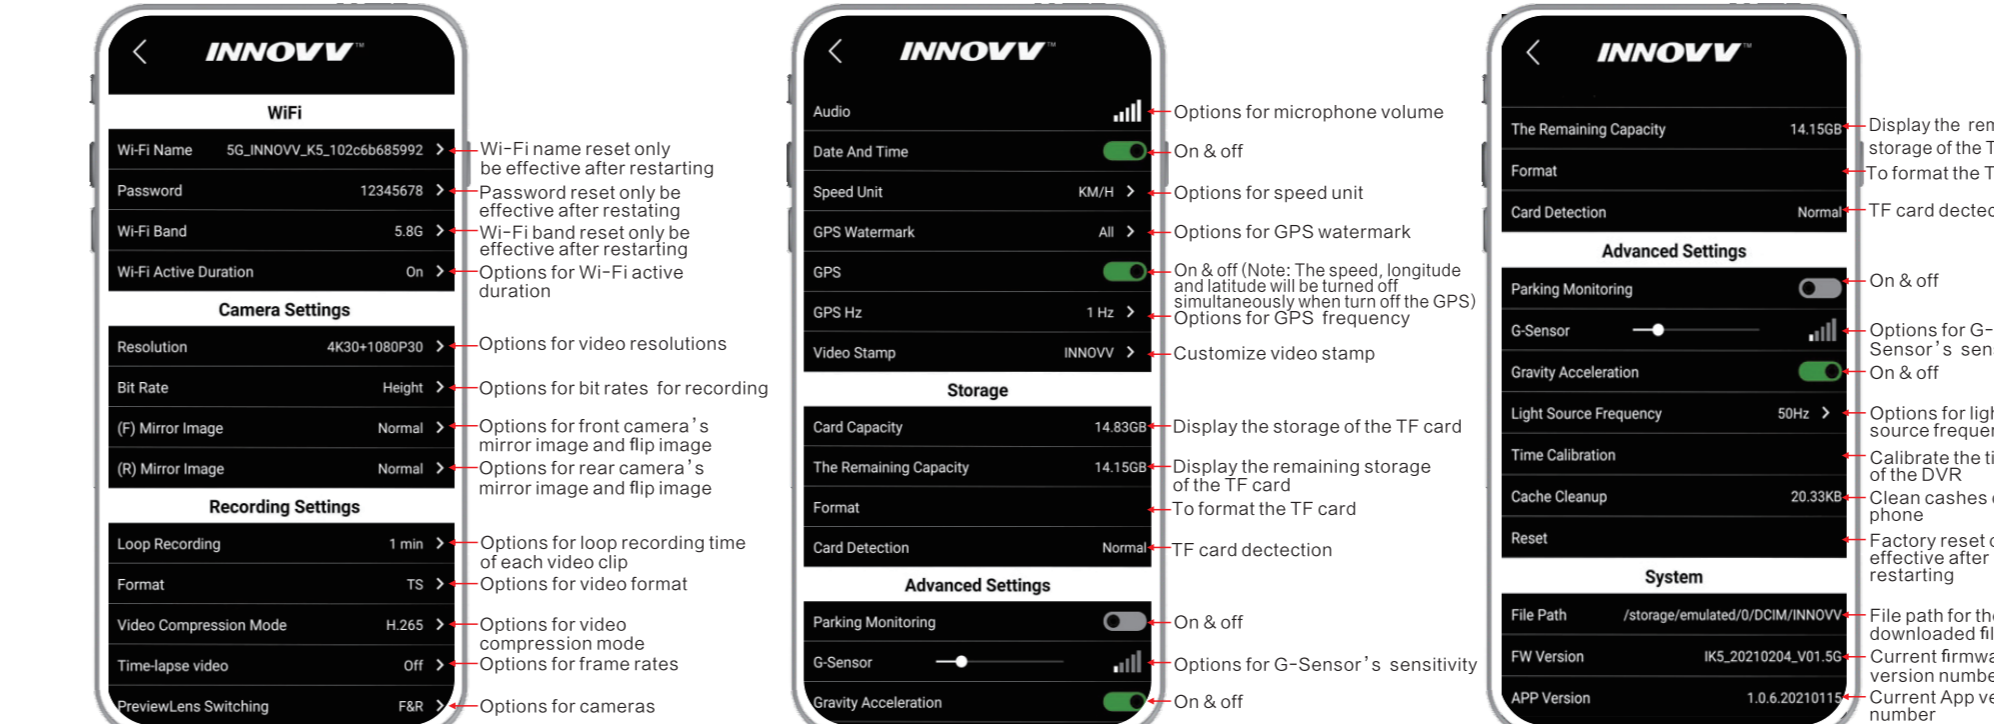 INNOVV™
WiFi
Wi-Fi Name 5G_INNOVV_K5_102c6b685992
Password 12345678
Wi-Fi Band 5.8G
Wi-Fi Active Duration On
Camera Settings
Resolution 4K30+1080P30
Bit Rate Height
(F) Mirror Image Normal
(R) Mirror Image Normal
Recording Settings
Loop Recording 1 min
Format TS
Video Compression Mode H.265
Time-lapse video Off
PreviewLens Switching F&R
Wi-Fi name reset only
be effective after restarting
Password reset only be
effective after restating
Wi-Fi band reset only be
effective after restarting
Options for Wi-Fi active
duration
Options for video resolutions
Options for bit rates for recording
Options for front camera's
mirror image and flip image
Options for rear camera's
mirror image and flip image
Options for loop recording time
of each video clip
Options for video format
Options for video
compression mode
Options for frame rates
Options for cameras
INNOVV™
Audio
Date And Time
Speed Unit KM/H
GPS Watermark All
GPS
GPS Hz 1 Hz
Video Stamp INNOVV
Storage
Card Capacity 14.83GB
The Remaining Capacity 14.15GB
Format
Card Detection Normal
Advanced Settings
Parking Monitoring
G-Sensor
Gravity Acceleration
Options for microphone volume
On & off
Options for speed unit
Options for GPS watermark
On & off (Note: The speed, longitude
and latitude will be turned off
simultaneously when turn off the GPS)
Options for GPS frequency
Customize video stamp
Display the storage of the TF card
Display the remaining storage
of the TF card
To format the TF card
TF card dectection
On & off
Options for G-Sensor's sensitivity
On & off
INNOVV™
The Remaining Capacity 14.15GB
Format
Card Detection Normal
Advanced Settings
Parking Monitoring
G-Sensor
Gravity Acceleration
Light Source Frequency 50Hz
Time Calibration
Cache Cleanup 20.33KB
Reset
System
File Path /storage/emulated/0/DCIM/INNOVV
FW Version IK5_20210204_V01.5G
APP Version 1.0.6.20210115
Display the
storage of the
To format the
TF card
On & off
Options for G-
Sensor's
On & off
Options for
source
Calibrate the
of the DVR
Clean cashes
phone
Factory reset
effective after
restarting
File path for
downloaded
Current
version
Current App
number